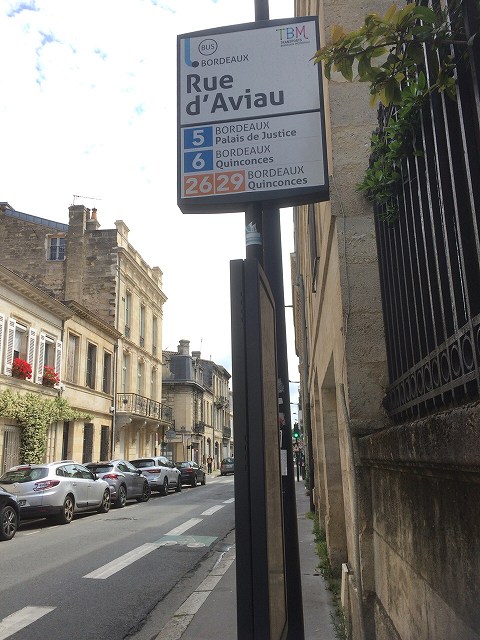 BUS
TBM
BORDEAUX
Rue
d'Aviau
5 BORDEAUX
Palais de Justice
6 BORDEAUX
Quinconces
26 29 BORDEAUX
Quinconces